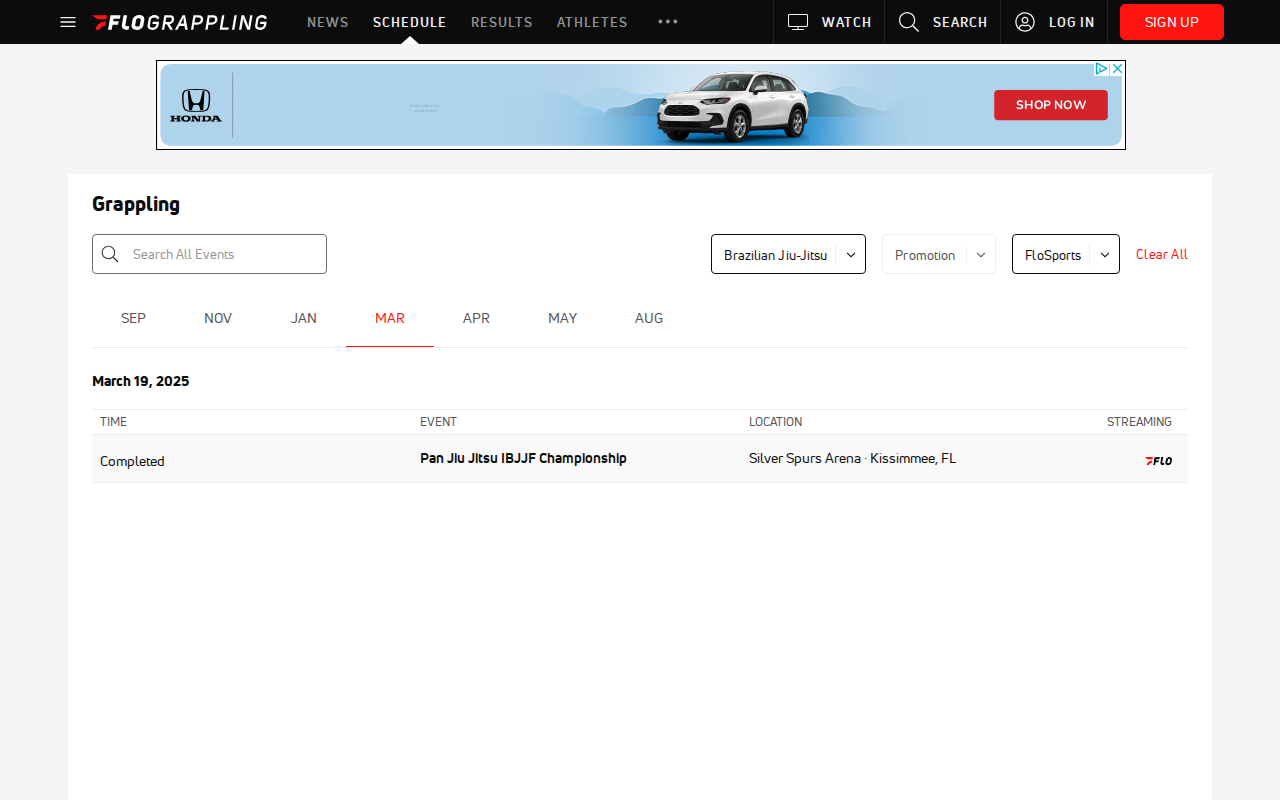 FLOGRAPPLING
NEWS
SCHEDULE
RESULTS
ATHLETES
WATCH
SEARCH
LOG IN
SIGN UP
HONDA
SHOP NOW
Grappling
Search All Events
Brazilian Jiu-Jitsu
Promotion
FloSports
Clear All
SEP
NOV
JAN
MAR
APR
MAY
AUG
March 19, 2025
TIME
EVENT
LOCATION
STREAMING
Completed
Pan Jiu Jitsu IBJJF Championship
Silver Spurs Arena · Kissimmee, FL
FLO